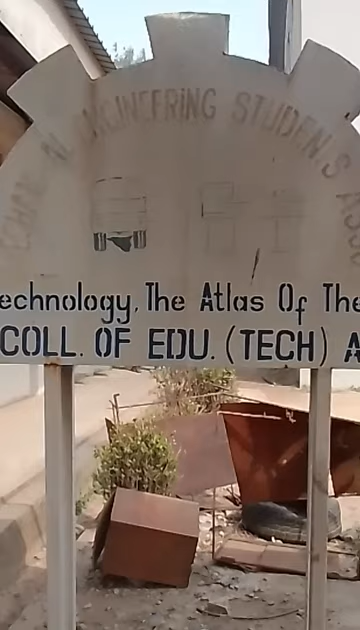 ENGINEERING STUDEN S
echnology, The Atlas Of The
COLL. OF EDU. (TECH) A